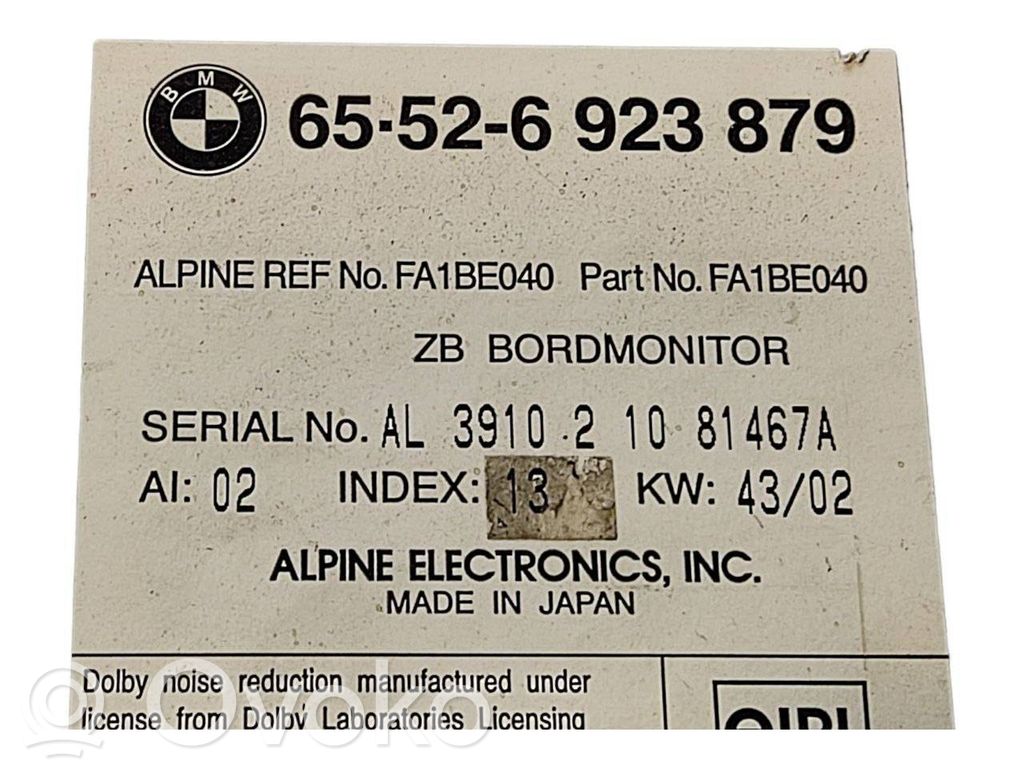 BMW
65·52-6 923 879
ALPINE REF No. FA1BE040 Part No. FA1BE040
ZB BORDMONITOR
SERIAL No. AL 3910 2 10 81467A
AI: 02 INDEX: 13 KW: 43/02
ALPINE ELECTRONICS, INC.
MADE IN JAPAN
Dolby noise reduction manufactured under
license from Dolby Laboratories Licensing
Ovoko